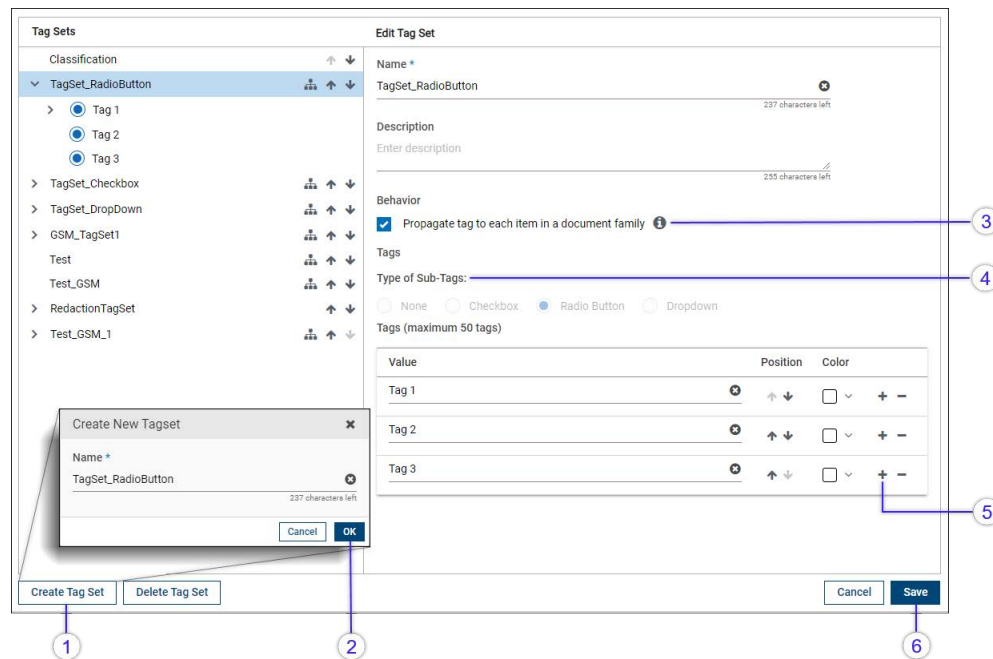 Tag Sets
Classification
TagSet_RadioButton
Tag 1
Tag 2
Tag 3
TagSet_Checkbox
TagSet_DropDown
GSM_TagSet1
Test
Test_GSM
RedactionTagSet
Test_GSM_1
Create New Tagset
Name *
TagSet_RadioButton
237 characters left
Cancel OK
Create Tag Set Delete Tag Set
1
2
Edit Tag Set
Name *
TagSet_RadioButton
237 characters left
Description
Enter description
255 characters left
Behavior
Propagate tag to each item in a document family
3
Tags
Type of Sub-Tags:
4
None Checkbox Radio Button Dropdown
Tags (maximum 50 tags)
Value Position Color
Tag 1
Tag 2
Tag 3
5
Cancel Save
6